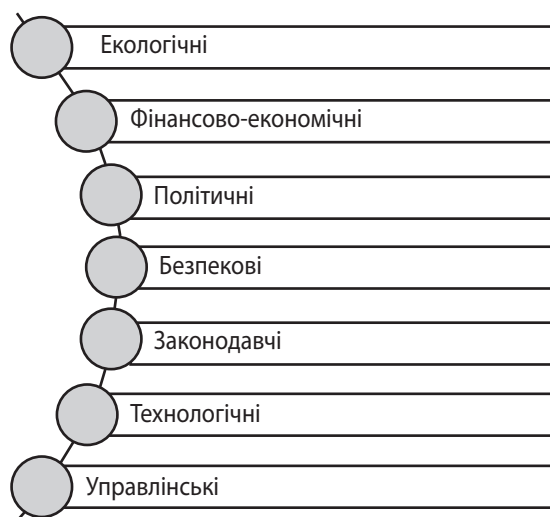 Екологічні
Фінансово-економічні
Політичні
Безпекові
Законодавчі
Технологічні
Управлінські